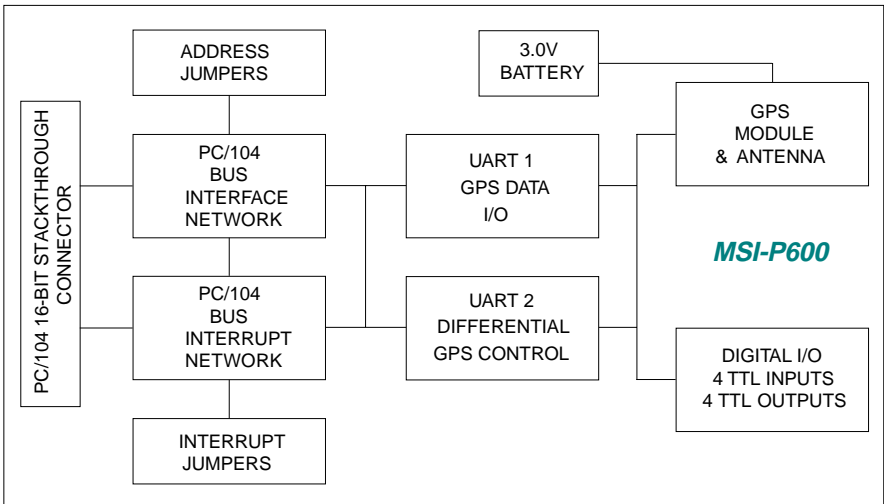 ADDRESS
JUMPERS
3.0V
BATTERY
GPS
MODULE
& ANTENNA
PC/104 16-BIT STACKTHROUGH
CONNECTOR
PC/104
BUS
INTERFACE
NETWORK
UART 1
GPS DATA
I/O
MSI-P600
PC/104
BUS
INTERRUPT
NETWORK
UART 2
DIFFERENTIAL
GPS CONTROL
DIGITAL I/O
4 TTL INPUTS
4 TTL OUTPUTS
INTERRUPT
JUMPERS